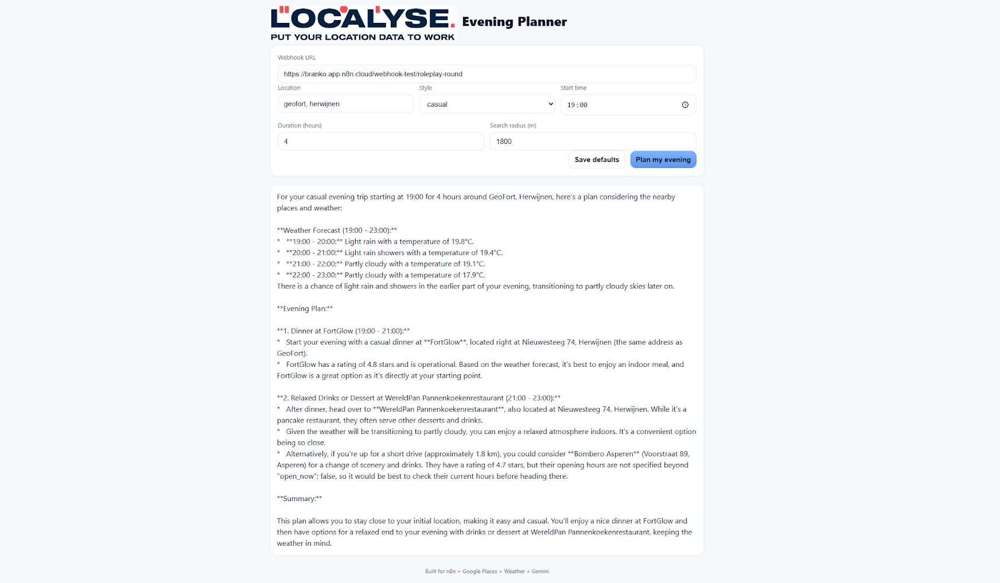 LOCALYSE.
PUT YOUR LOCATION DATA TO WORK
Evening Planner
Webhook URL
https://branko.app.n8n.cloud/webhook-test/roleplay-round
Location
Style
Start time
geofort, herwijnen
casual
19:00
Duration (hours)
Search radius (m)
4
1800
Save defaults
Plan my evening
For your casual evening trip starting at 19:00 for 4 hours around GeoFort, Herwijnen, here's a plan considering the nearby
places and weather:
**Weather Forecast (19:00 - 23:00):**
* **19:00 - 20:00:** Light rain with a temperature of 19.8°C.
* **20:00 - 21:00:** Light rain showers with a temperature of 19.4°C.
* **21:00 - 22:00:** Partly cloudy with a temperature of 19.1°C.
* **22:00 - 23:00:** Partly cloudy with a temperature of 17.9°C.
There is a chance of light rain and showers in the earlier part of your evening, transitioning to partly cloudy skies later on.
**Evening Plan:**
**1. Dinner at FortGlow (19:00 - 21:00):**
* Start your evening with a casual dinner at **FortGlow**, located right at Nieuwesteeg 74, Herwijnen (the same address as
GeoFort).
* FortGlow has a rating of 4.8 stars and is operational. Based on the weather forecast, it's best to enjoy an indoor meal, and
FortGlow is a great option as it's directly at your starting point.
**2. Relaxed Drinks or Dessert at WereldPan Pannenkoekenrestaurant (21:00 - 23:00):**
* After dinner, head over to **WereldPan Pannenkoekenrestaurant**, also located at Nieuwesteeg 74, Herwijnen. While it's a
pancake restaurant, they often serve other desserts and drinks.
* Given the weather will be transitioning to partly cloudy, you can enjoy a relaxed atmosphere indoors. It's a convenient option
being so close.
* Alternatively, if you're up for a short drive (approximately 1.8 km), you could consider **Bombero Asperen** (Voorstraat 89,
Asperen) for a change of scenery and drinks. They have a rating of 4.7 stars, but their opening hours are not specified beyond
"open_now": false, so it would be best to check their current hours before heading there.
**Summary:**
This plan allows you to stay close to your initial location, making it easy and casual. You'll enjoy a nice dinner at FortGlow and
then have options for a relaxed end to your evening with drinks or dessert at WereldPan Pannenkoekenrestaurant, keeping the
weather in mind.
Built for n8n + Google Places + Weather + Gemini